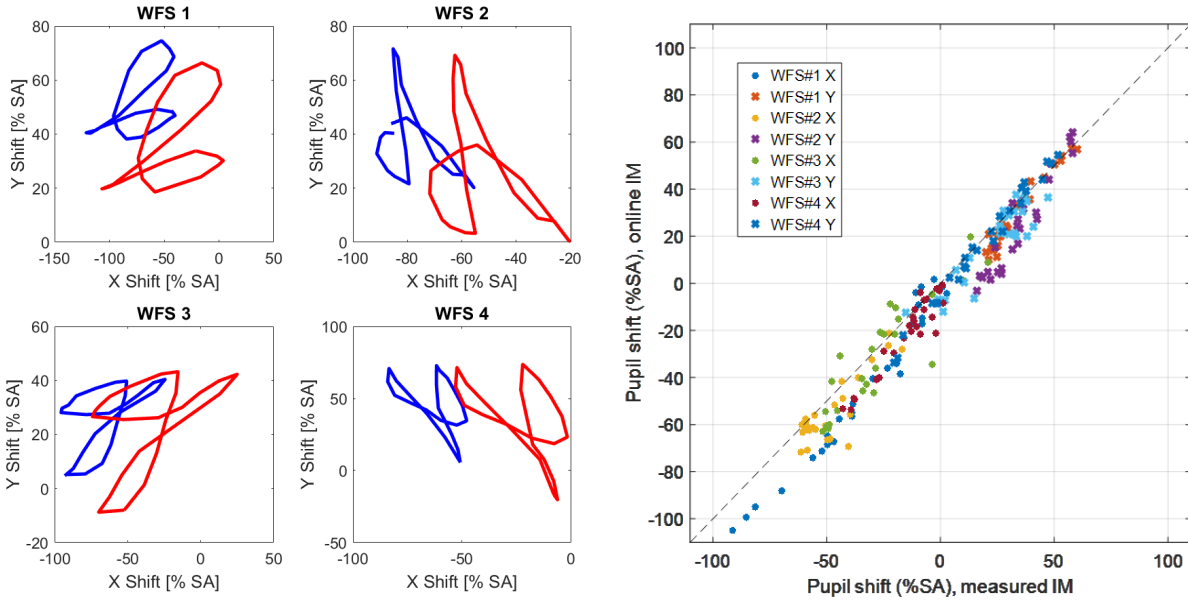 WFS 1
80
60
40
20
0
Y Shift [% SA]
-150
-100
-50
0
50
X Shift [% SA]
WFS 2
80
60
40
20
0
Y Shift [% SA]
-100
-80
-60
-40
-20
X Shift [% SA]
WFS 3
60
40
20
0
-20
Y Shift [% SA]
-100
-50
0
50
X Shift [% SA]
WFS 4
100
50
0
-50
Y Shift [% SA]
-100
-50
0
X Shift [% SA]
100
80
60
40
20
0
-20
-40
-60
-80
-100
Pupil shift (%SA), online IM
WFS#1 X
WFS#1 Y
WFS#2 X
WFS#2 Y
WFS#3 X
WFS#3 Y
WFS#4 X
WFS#4 Y
-100
-50
0
50
100
Pupil shift (%SA), measured IM